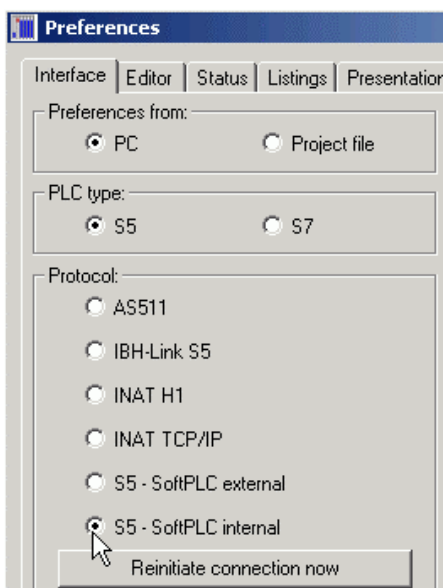 Preferences
Interface Editor Status Listings Presentation
Preferences from:
PC Project file
PLC type:
S5 S7
Protocol:
AS511
IBH-Link S5
INAT H1
INAT TCP/IP
S5 - SoftPLC external
S5 - SoftPLC internal
Reinitiate connection now